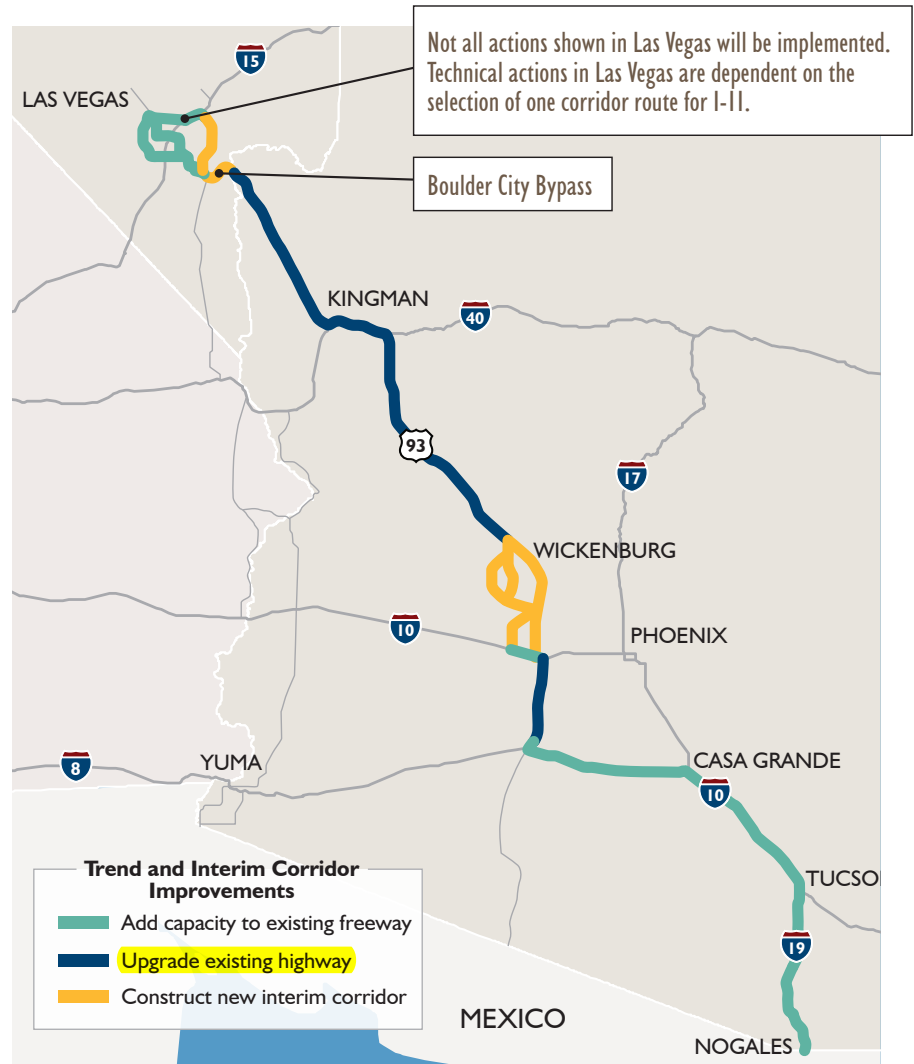 Not all actions shown in Las Vegas will be implemented.
Technical actions in Las Vegas are dependent on the
selection of one corridor route for I-11.
15
LAS VEGAS
Boulder City Bypass
KINGMAN
40
93
17
WICKENBURG
10
PHOENIX
8
YUMA
CASA GRANDE
10
Trend and Interim Corridor
Improvements
Add capacity to existing freeway
Upgrade existing highway
Construct new interim corridor
TUCSO
19
MEXICO
NOGALES